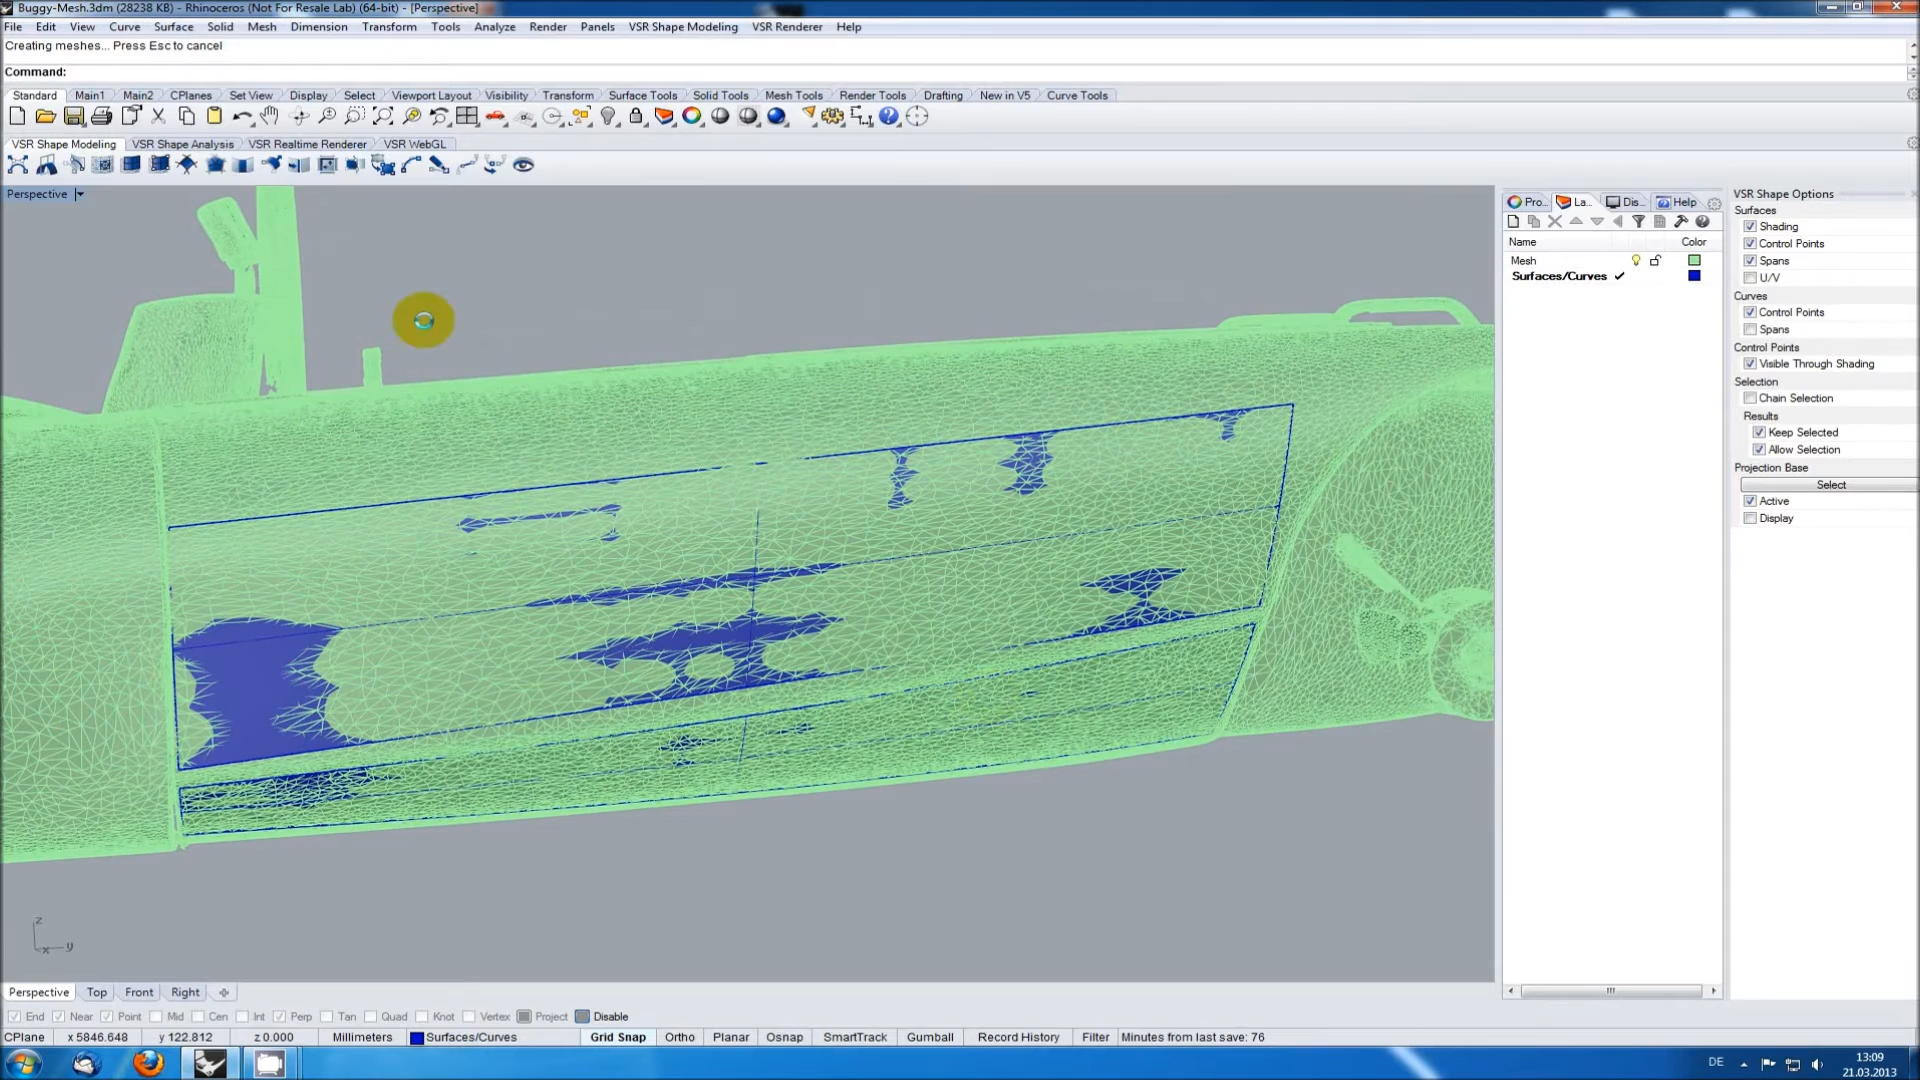 Buggy-Mesh.3dm (28238 KB) - Rhinoceros (Not For Resale Lab) (64-bit) - [Perspective]
File Edit View Curve Surface Solid Mesh Dimension Transform Tools Analyze Render Panels VSR Shape Modeling VSR Renderer Help
Creating meshes... Press Esc to cancel
Command:
Standard Main1 Main2 CPlanes Set View Display Select Viewport Layout Visibility Transform Surface Tools Solid Tools Mesh Tools Render Tools Drafting New in V5 Curve Tools
VSR Shape Modeling VSR Shape Analysis VSR Realtime Renderer VSR WebGL
Perspective
Pro... La... Dis... Help
Name Color
Mesh
Surfaces/Curves
VSR Shape Options
Surfaces
Shading
Control Points
Spans
U/V
Curves
Control Points
Spans
Control Points
Visible Through Shading
Selection
Chain Selection
Results
Keep Selected
Allow Selection
Projection Base
Select
Active
Display
z
x y
Perspective Top Front Right
End Near Point Mid Cen Int Perp Tan Quad Knot Vertex Project Disable
CPlane x 5846.648 y 122.812 z 0.000 Millimeters Surfaces/Curves Grid Snap Ortho Planar Osnap SmartTrack Gumball Record History Filter Minutes from last save: 76
DE
13:09
21.03.2013